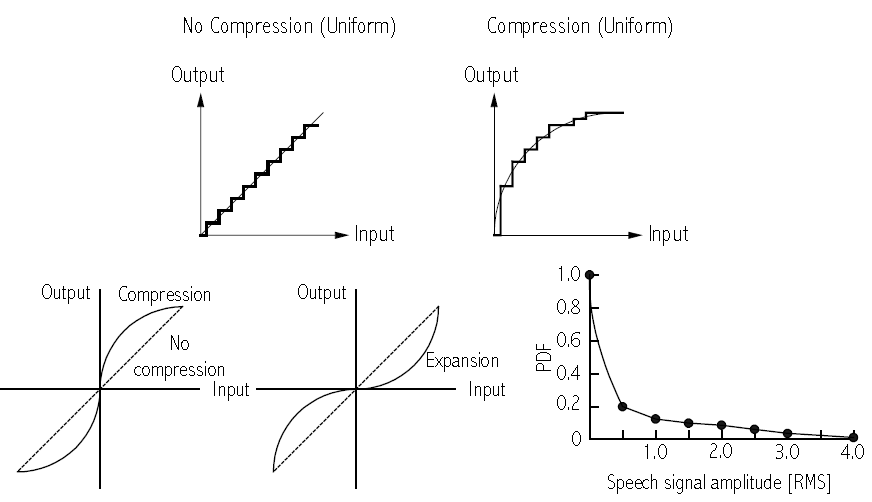 No Compression (Uniform)
Compression (Uniform)
Output
Input
Output
Input
Output
Compression
No
compression
Input
Output
Expansion
Input
PDF
1.0
0.8
0.6
0.4
0.2
0
1.0
2.0
3.0
4.0
Speech signal amplitude [RMS]